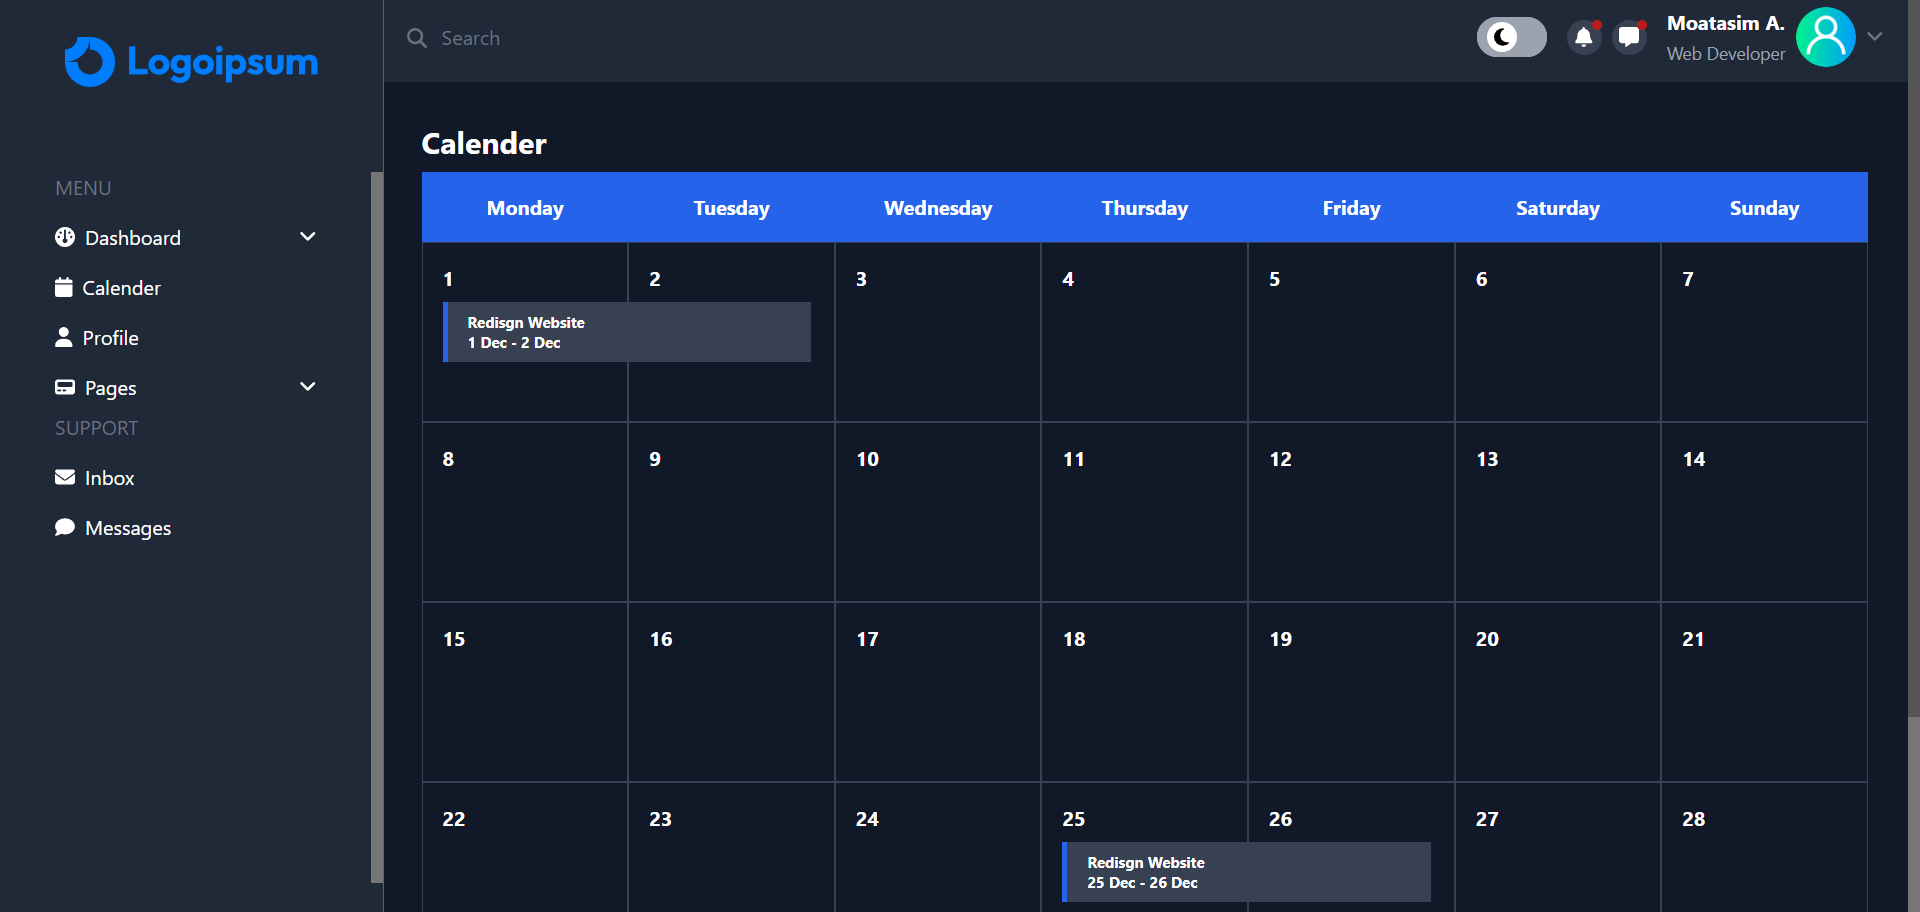 Logoipsum
Search
Moatasim A.
Web Developer
MENU
Dashboard
Calender
Profile
Pages
SUPPORT
Inbox
Messages
Calender
Monday Tuesday Wednesday Thursday Friday Saturday Sunday
1 2 3 4 5 6 7
Redisgn Website
1 Dec - 2 Dec
8 9 10 11 12 13 14
15 16 17 18 19 20 21
22 23 24 25 26 27 28
Redisgn Website
25 Dec - 26 Dec